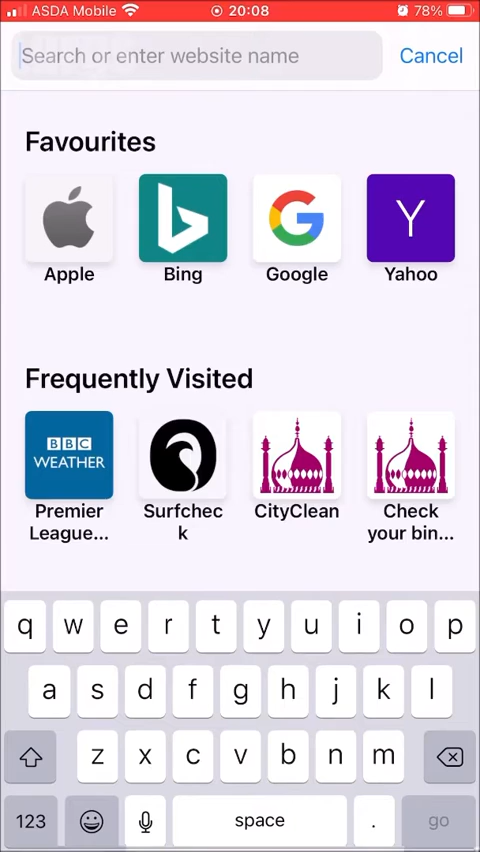 ASDA Mobile 20:08 78%
Search or enter website name Cancel
Favourites
Y
Apple Bing Google Yahoo
Frequently Visited
BBC
WEATHER
Premier
League...
Surfchec
k
CityClean
Check
your bin...
q w e r t y u i o p
a s d f g h j k l
z x c v b n m
123 space . go